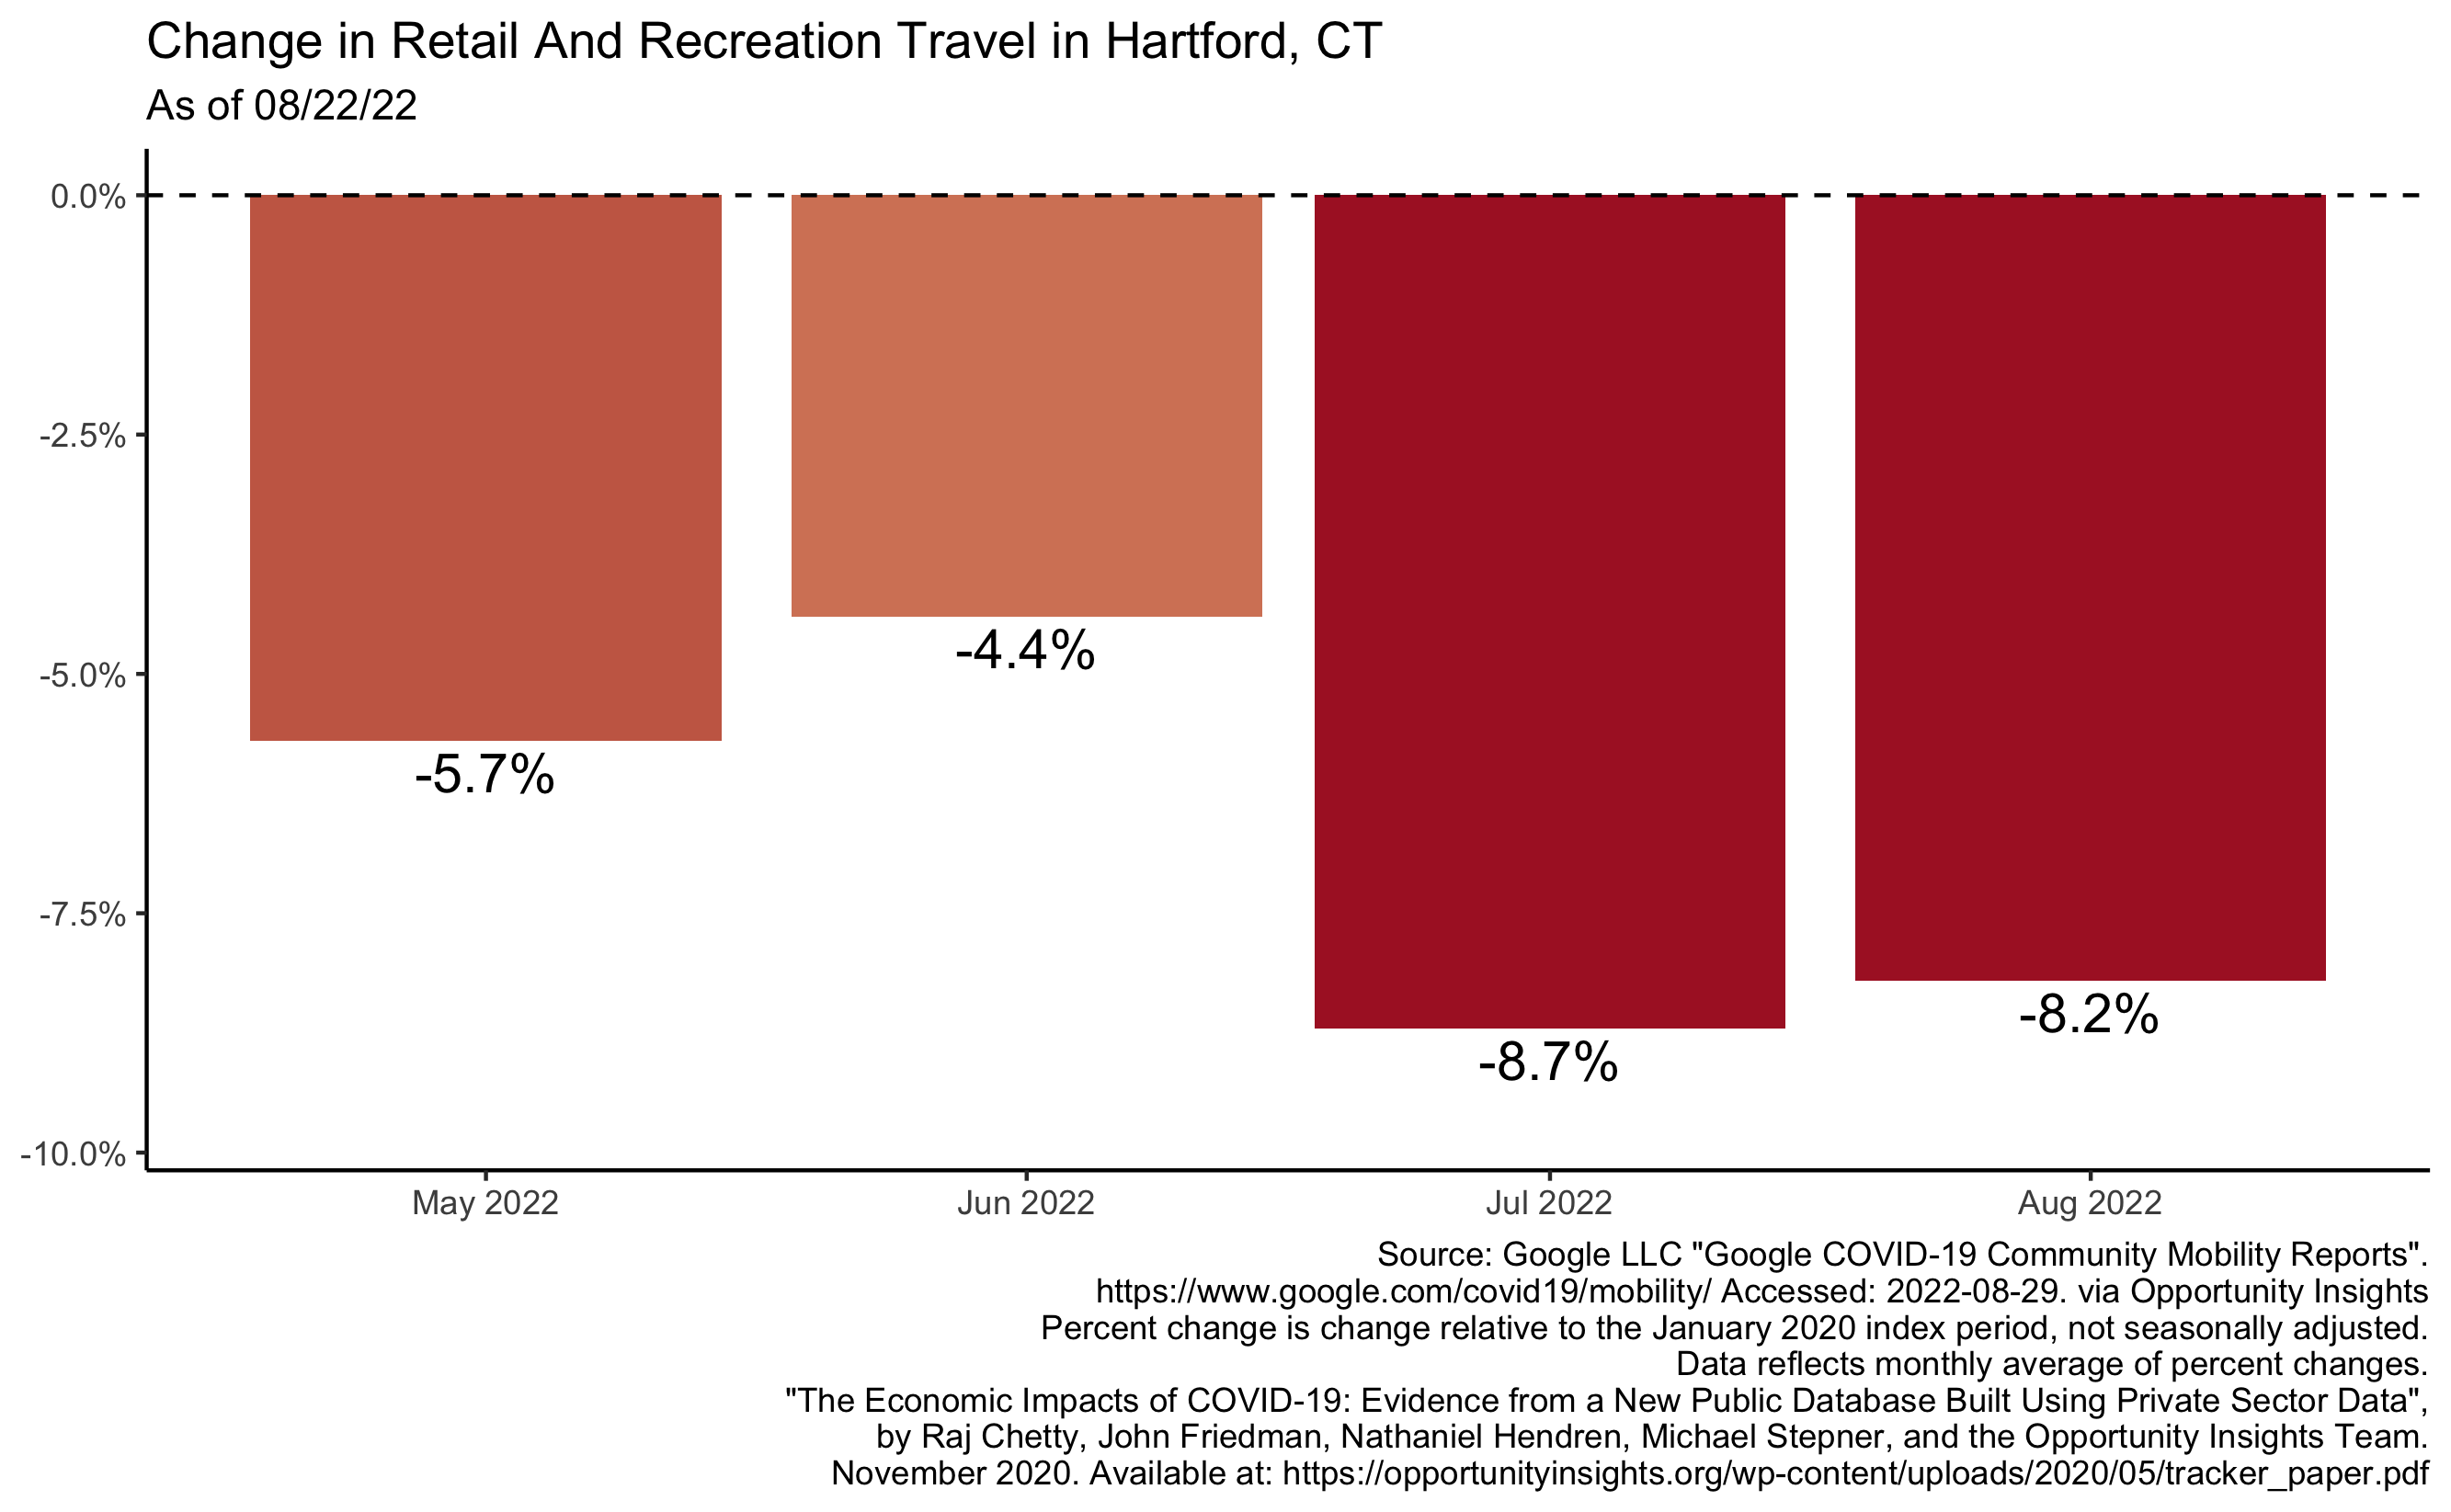 Change in Retail And Recreation Travel in Hartford, CT
As of 08/22/22
0.0%
-2.5%
-5.0%
-7.5%
-10.0%
-5.7%
-4.4%
-8.7%
-8.2%
May 2022
Jun 2022
Jul 2022
Aug 2022
Source: Google LLC "Google COVID-19 Community Mobility Reports".
https://www.google.com/covid19/mobility/ Accessed: 2022-08-29. via Opportunity Insights
Percent change is change relative to the January 2020 index period, not seasonally adjusted.
Data reflects monthly average of percent changes.
"The Economic Impacts of COVID-19: Evidence from a New Public Database Built Using Private Sector Data",
by Raj Chetty, John Friedman, Nathaniel Hendren, Michael Stepner, and the Opportunity Insights Team.
November 2020. Available at: https://opportunityinsights.org/wp-content/uploads/2020/05/tracker_paper.pdf